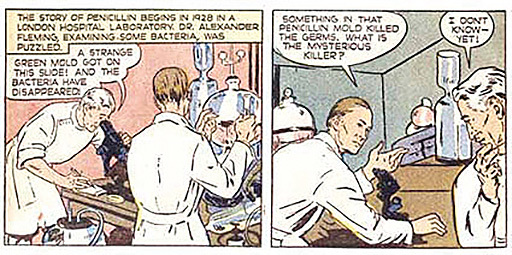 THE STORY OF PENICILLIN BEGINS IN 1928 IN A
LONDON HOSPITAL LABORATORY. DR. ALEXANDER
FLEMING, EXAMINING SOME BACTERIA, WAS
PUZZLED.
A STRANGE
GREEN MOLD GOT ON
THIS SLIDE! AND THE
BACTERIA HAVE
DISAPPEARED!
SOMETHING IN THAT
PENICILLIN MOLD KILLED
THE GERMS. WHAT IS
THE MYSTERIOUS
KILLER?
I DON'T
KNOW—
YET!